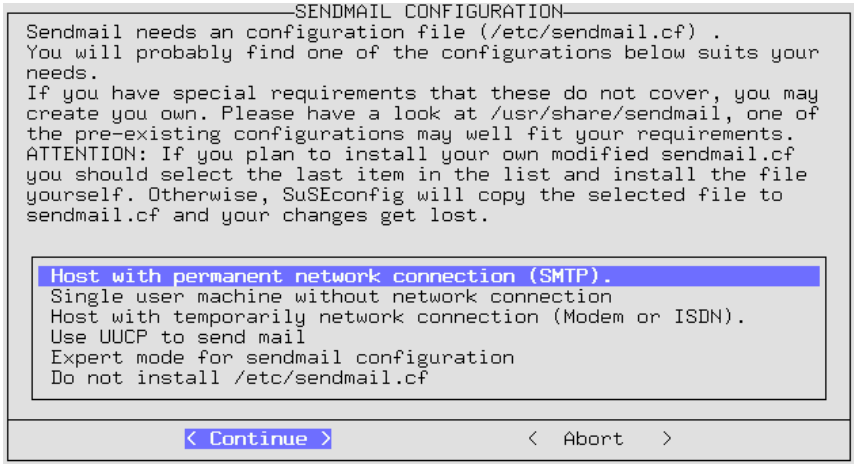 SENDMAIL CONFIGURATION
Sendmail needs an configuration file (/etc/sendmail.cf) .
You will probably find one of the configurations below suits your
needs.
If you have special requirements that these do not cover, you may
create you own. Please have a look at /usr/share/sendmail, one of
the pre-existing configurations may well fit your requirements.
ATTENTION: If you plan to install your own modified sendmail.cf
you should select the last item in the list and install the file
yourself. Otherwise, SuSEconfig will copy the selected file to
sendmail.cf and your changes get lost.
Host with permanent network connection (SMTP).
Single user machine without network connection
Host with temporarily network connection (Modem or ISDN).
Use UUCP to send mail
Expert mode for sendmail configuration
Do not install /etc/sendmail.cf
< Continue > < Abort >